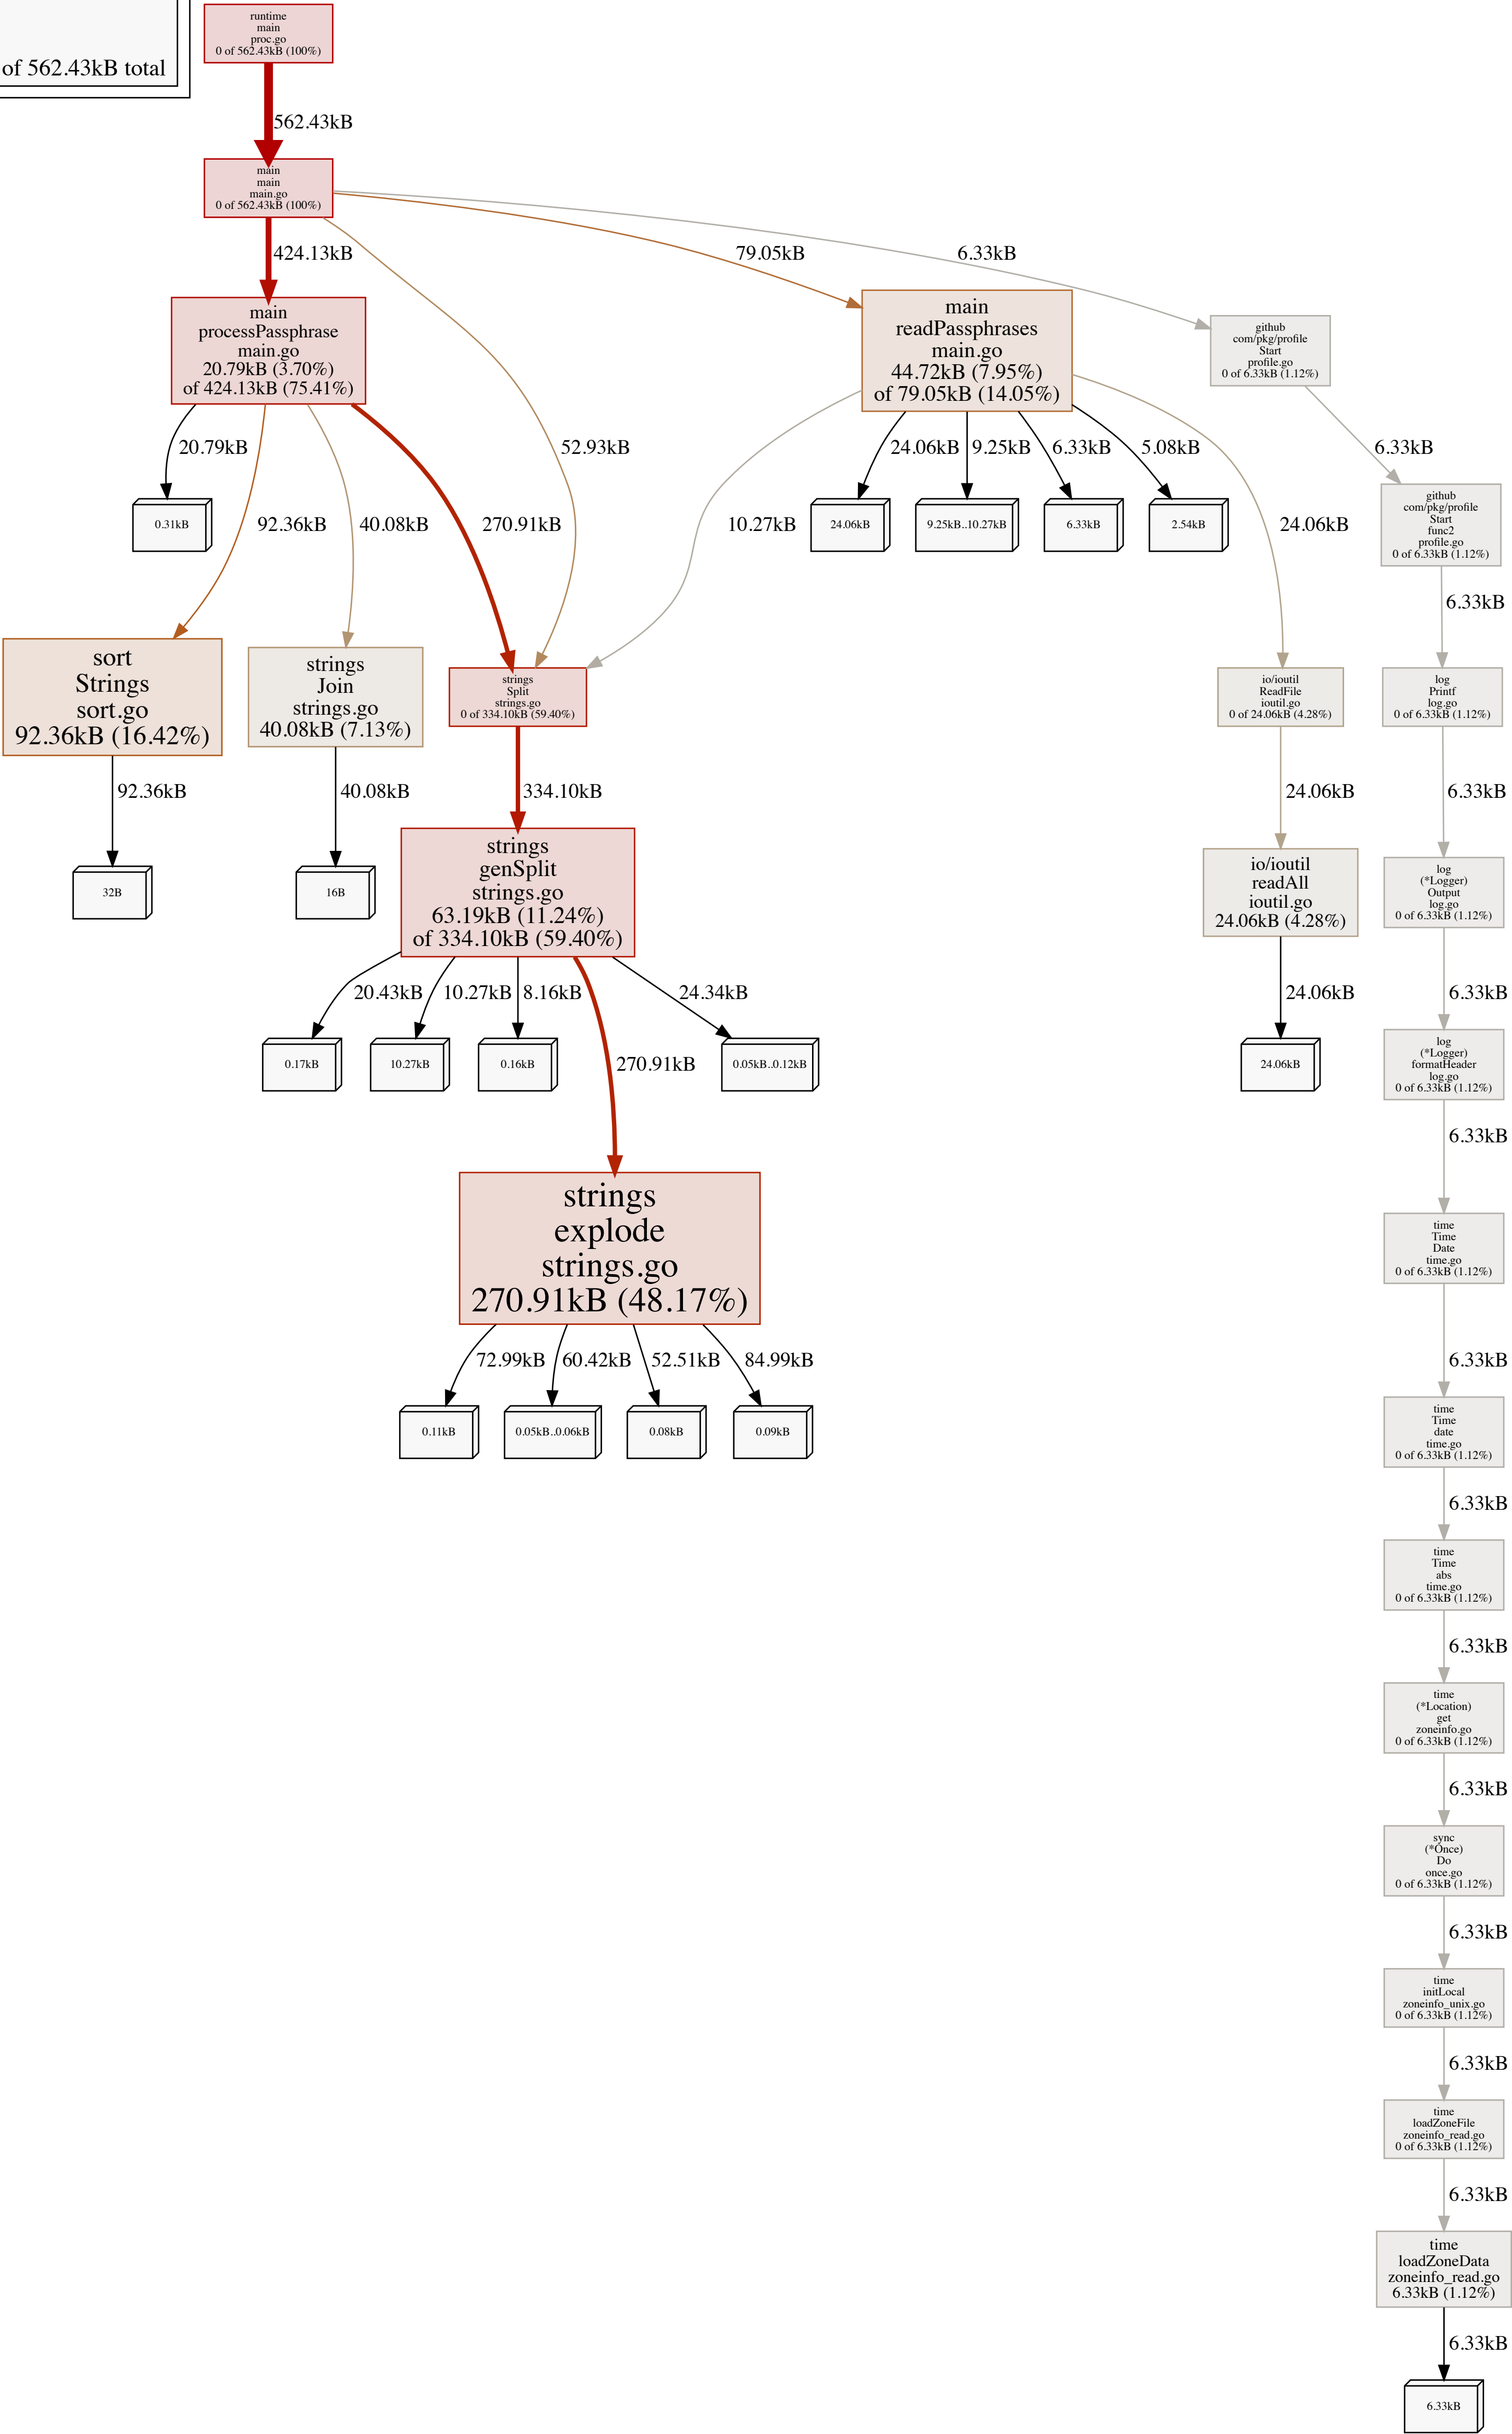 of 562.43kB total
runtime
main
proc.go
0 of 562.43kB (100%)
562.43kB
main
main
main.go
0 of 562.43kB (100%)
424.13kB
79.05kB
6.33kB
main
processPassphrase
main.go
20.79kB (3.70%)
of 424.13kB (75.41%)
main
readPassphrases
main.go
44.72kB (7.95%)
of 79.05kB (14.05%)
github
com/pkg/profile
Start
profile.go
0 of 6.33kB (1.12%)
20.79kB
52.93kB
24.06kB
9.25kB
6.33kB
5.08kB
6.33kB
0.31kB
92.36kB
40.08kB
270.91kB
10.27kB
24.06kB
9.25kB..10.27kB
6.33kB
2.54kB
24.06kB
github
com/pkg/profile
Start
func2
profile.go
0 of 6.33kB (1.12%)
6.33kB
sort
Strings
sort.go
92.36kB (16.42%)
strings
Join
strings.go
40.08kB (7.13%)
strings
Split
strings.go
0 of 334.10kB (59.40%)
io/ioutil
ReadFile
ioutil.go
0 of 24.06kB (4.28%)
log
Printf
log.go
0 of 6.33kB (1.12%)
92.36kB
40.08kB
334.10kB
24.06kB
6.33kB
32B
16B
strings
genSplit
strings.go
63.19kB (11.24%)
of 334.10kB (59.40%)
io/ioutil
readAll
ioutil.go
24.06kB (4.28%)
log
(*Logger)
Output
log.go
0 of 6.33kB (1.12%)
20.43kB
10.27kB
8.16kB
24.34kB
24.06kB
6.33kB
0.17kB
10.27kB
0.16kB
270.91kB
0.05kB..0.12kB
24.06kB
log
(*Logger)
formatHeader
log.go
0 of 6.33kB (1.12%)
6.33kB
strings
explode
strings.go
270.91kB (48.17%)
time
Time
Date
time.go
0 of 6.33kB (1.12%)
72.99kB
60.42kB
52.51kB
84.99kB
6.33kB
0.11kB
0.05kB..0.06kB
0.08kB
0.09kB
time
Time
date
time.go
0 of 6.33kB (1.12%)
6.33kB
time
Time
abs
time.go
0 of 6.33kB (1.12%)
6.33kB
time
(*Location)
get
zoneinfo.go
0 of 6.33kB (1.12%)
6.33kB
sync
(*Once)
Do
once.go
0 of 6.33kB (1.12%)
6.33kB
time
initLocal
zoneinfo_unix.go
0 of 6.33kB (1.12%)
6.33kB
time
loadZoneFile
zoneinfo_read.go
0 of 6.33kB (1.12%)
6.33kB
time
loadZoneData
zoneinfo_read.go
6.33kB (1.12%)
6.33kB
6.33kB